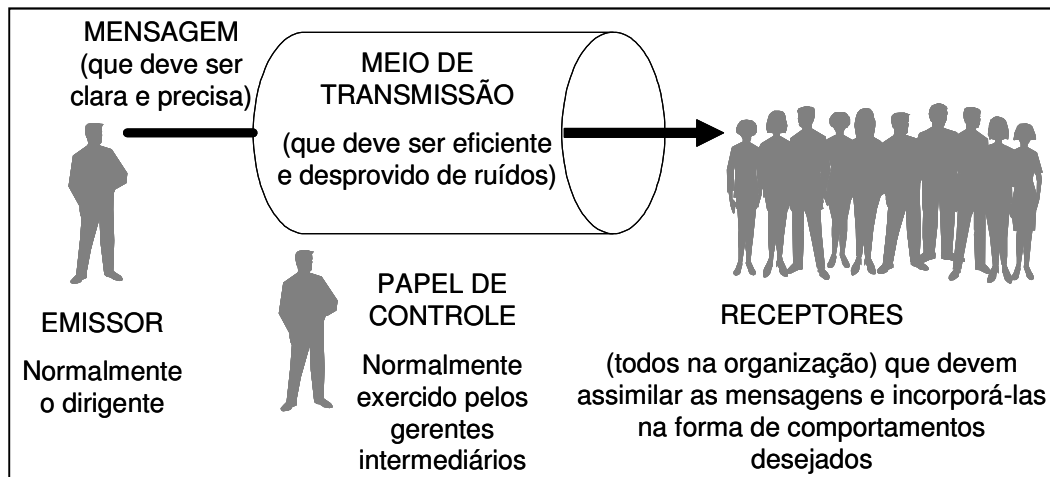 MENSAGEM
(que deve ser
clara e precisa)
MEIO DE
TRANSMISSÃO
(que deve ser eficiente
e desprovido de ruídos)
EMISSOR
Normalmente
o dirigente
PAPEL DE
CONTROLE
Normalmente
exercido pelos
gerentes
intermediários
RECEPTORES
(todos na organização) que devem
assimilar as mensagens e incorporá-las
na forma de comportamentos
desejados